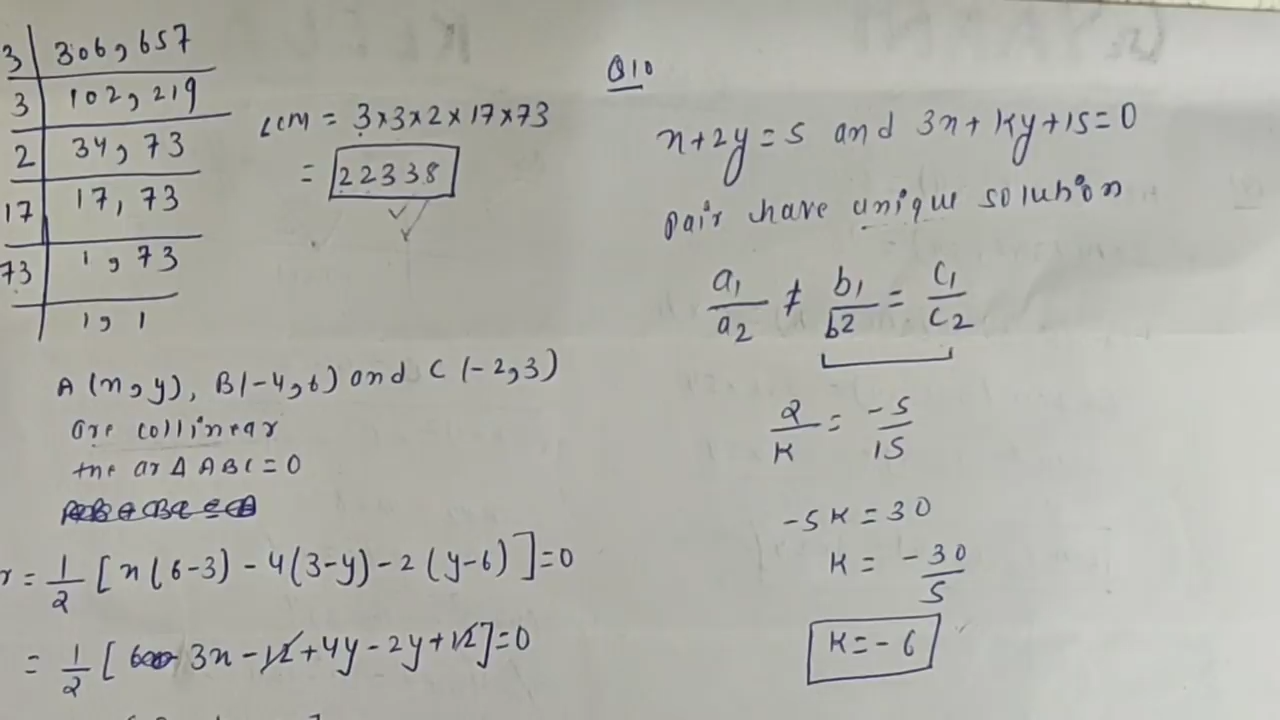 3 | 306, 657
3 | 102, 219
2 | 34, 73
17 | 17, 73
73 | 1, 73
1, 1
LCM = 3×3×2×17×73
= 22338
A (x, y), B(-4, 6) and C (-2, 3)
are collinear
the ar Δ ABC = 0
= 1/2 [x(6-3) - 4(3-y) - 2(y-6)] = 0
= 1/2 [3x - 12 + 4y - 2y + 12] = 0
Q10
x+2y=5 and 3x+ky+15=0
pair have unique solution
a1/a2 ≠ b1/b2 = c1/c2
2/K = -5/15
-5K = 30
K = -30/5
K = -6